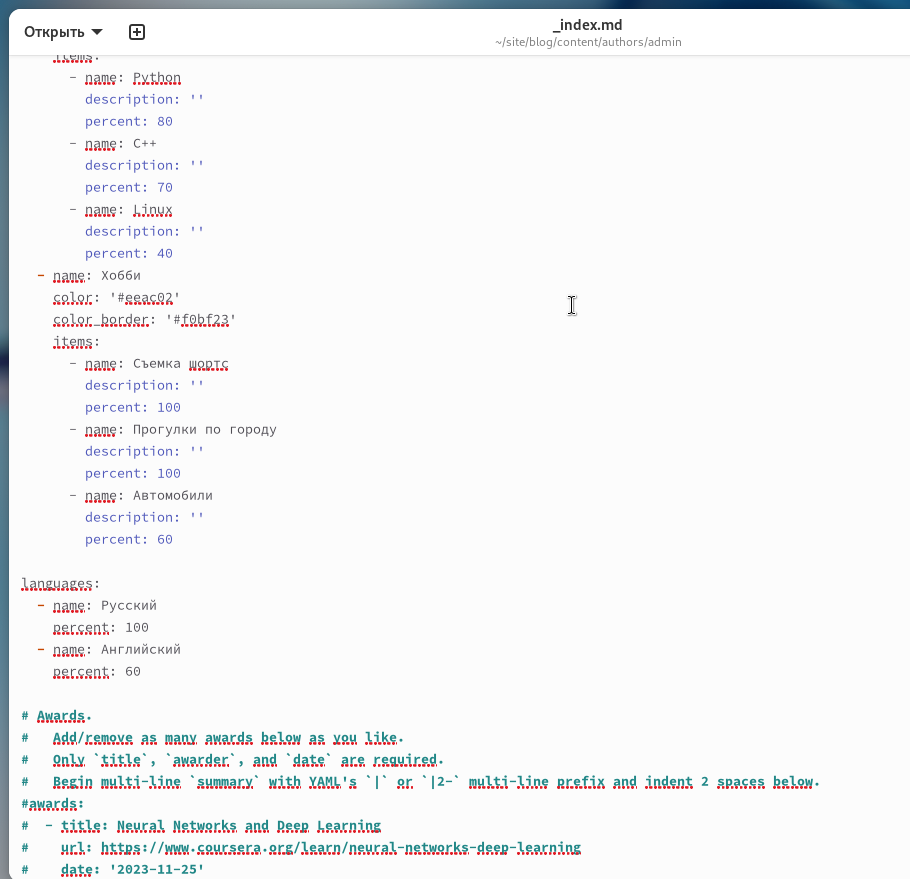 Открыть
_index.md
~/site/blog/content/authors/admin
items:
- name: Python
description: ''
percent: 80
- name: C++
description: ''
percent: 70
- name: Linux
description: ''
percent: 40
- name: Хобби
color: '#eeac02'
color_border: '#f0bf23'
items:
- name: Съемка шортс
description: ''
percent: 100
- name: Прогулки по городу
description: ''
percent: 100
- name: Автомобили
description: ''
percent: 60
languages:
- name: Русский
percent: 100
- name: Английский
percent: 60
# Awards.
#   Add/remove as many awards below as you like.
#   Only `title`, `awarder`, and `date` are required.
#   Begin multi-line `summary` with YAML's `|` or `|2-` multi-line prefix and indent 2 spaces below.
#awards:
#  - title: Neural Networks and Deep Learning
#    url: https://www.coursera.org/learn/neural-networks-deep-learning
#    date: '2023-11-25'